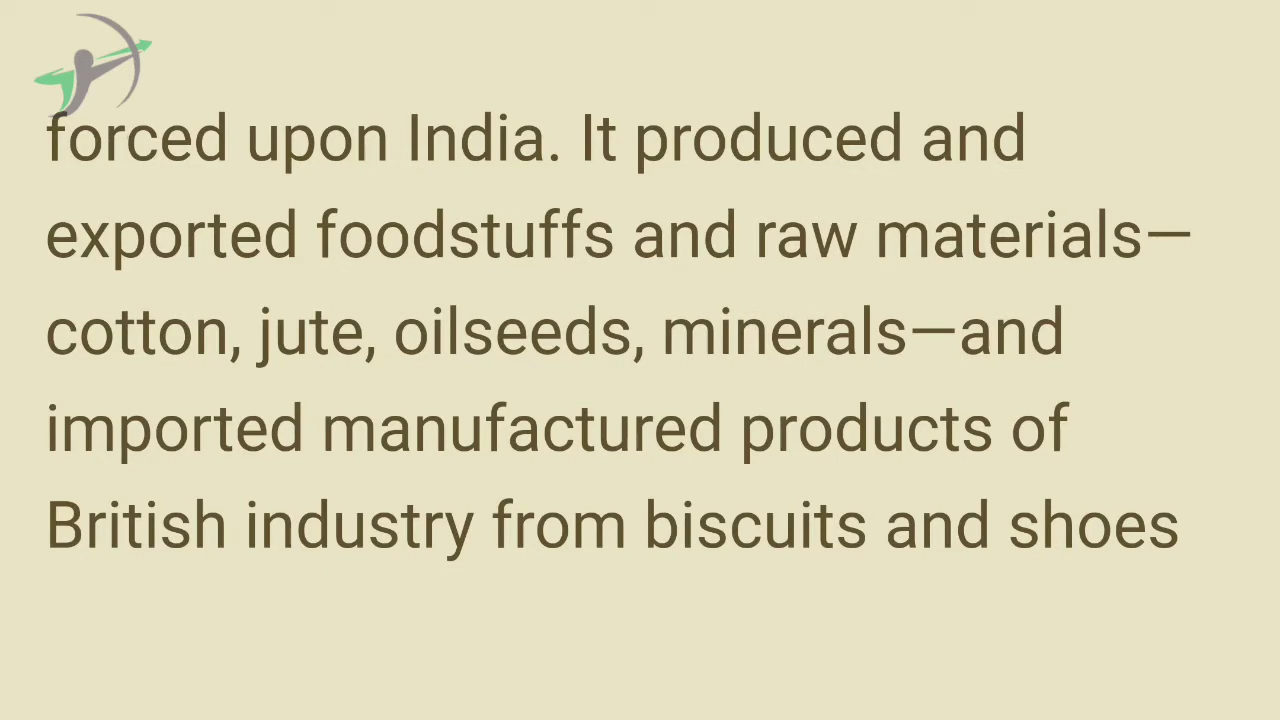 forced upon India. It produced and
exported foodstuffs and raw materials—
cotton, jute, oilseeds, minerals—and
imported manufactured products of
British industry from biscuits and shoes